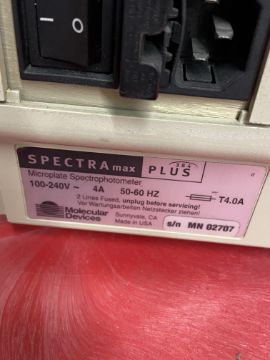 SPECTRAmax PLUS 384
Microplate Spectrophotometer
100-240V ~ 4A 50-60 HZ T4.0A
2 Lines Fused, unplug before servicing!
Vor Wartungsarbeiten Netzstecker ziehen!
Molecular Devices
Sunnyvale, CA
Made in USA
s/n MN 02707